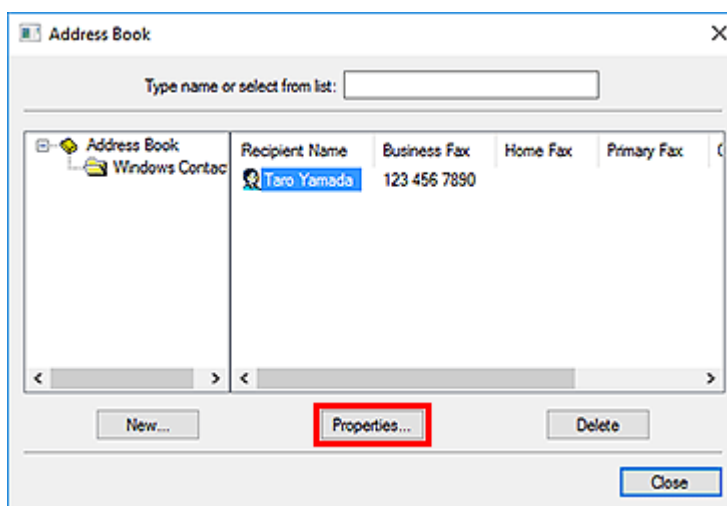 Address Book
Type name or select from list:
Address Book
Windows Contac
Recipient Name Business Fax Home Fax Primary Fax
Taro Yamada 123 456 7890
New... Properties... Delete
Close